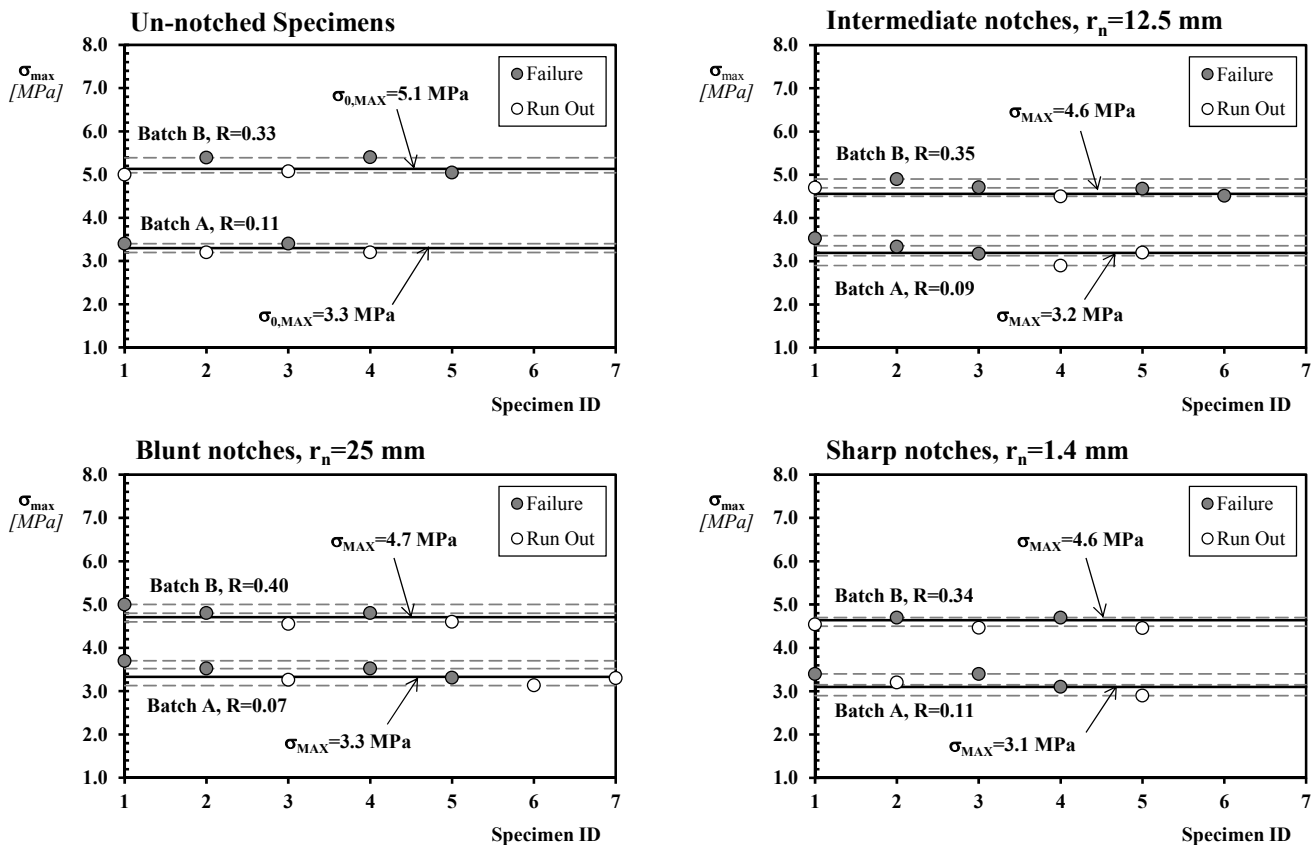 Un-notched Specimens
8.0
7.0
6.0
5.0
4.0
3.0
2.0
1.0
σmax
[MPa]
Failure
Run Out
σ0,MAX=5.1 MPa
Batch B, R=0.33
Batch A, R=0.11
σ0,MAX=3.3 MPa
1 2 3 4 5 6 7
Specimen ID
Intermediate notches, rn=12.5 mm
8.0
7.0
6.0
5.0
4.0
3.0
2.0
1.0
σmax
[MPa]
Failure
Run Out
σMAX=4.6 MPa
Batch B, R=0.35
Batch A, R=0.09
σMAX=3.2 MPa
1 2 3 4 5 6 7
Specimen ID
Blunt notches, rn=25 mm
8.0
7.0
6.0
5.0
4.0
3.0
2.0
1.0
σmax
[MPa]
Failure
Run Out
σMAX=4.7 MPa
Batch B, R=0.40
Batch A, R=0.07
σMAX=3.3 MPa
1 2 3 4 5 6 7
Specimen ID
Sharp notches, rn=1.4 mm
8.0
7.0
6.0
5.0
4.0
3.0
2.0
1.0
σmax
[MPa]
Failure
Run Out
σMAX=4.6 MPa
Batch B, R=0.34
Batch A, R=0.11
σMAX=3.1 MPa
1 2 3 4 5 6 7
Specimen ID